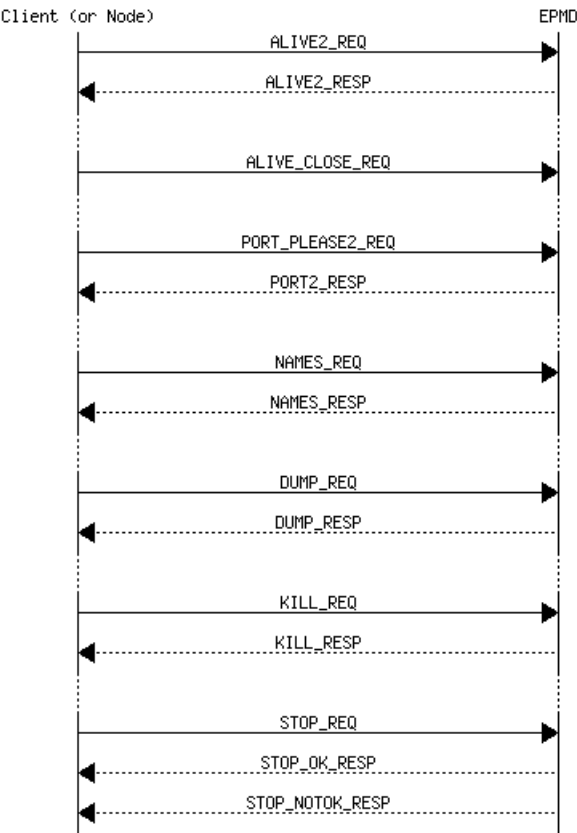 Client (or Node) EPMD
ALIVE2_REQ
ALIVE2_RESP
ALIVE_CLOSE_REQ
PORT_PLEASE2_REQ
PORT2_RESP
NAMES_REQ
NAMES_RESP
DUMP_REQ
DUMP_RESP
KILL_REQ
KILL_RESP
STOP_REQ
STOP_OK_RESP
STOP_NOTOK_RESP